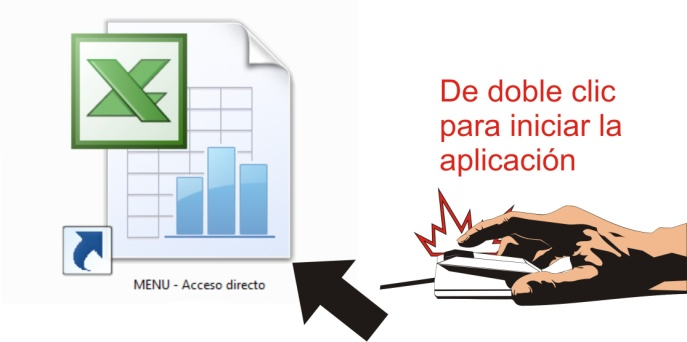 De doble clic
para iniciar la
aplicación
MENU - Acceso directo